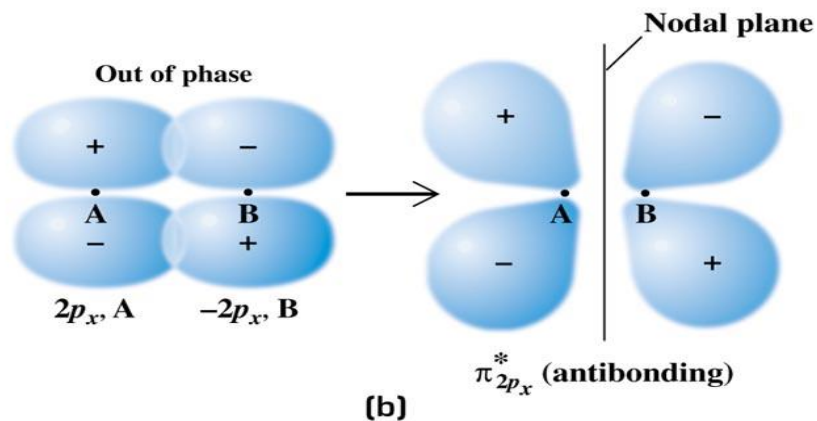 Nodal plane
Out of phase
+ −
A B
− +
2pₓ, A −2pₓ, B
+ −
A B
− +
π*₂ₚₓ (antibonding)
(b)